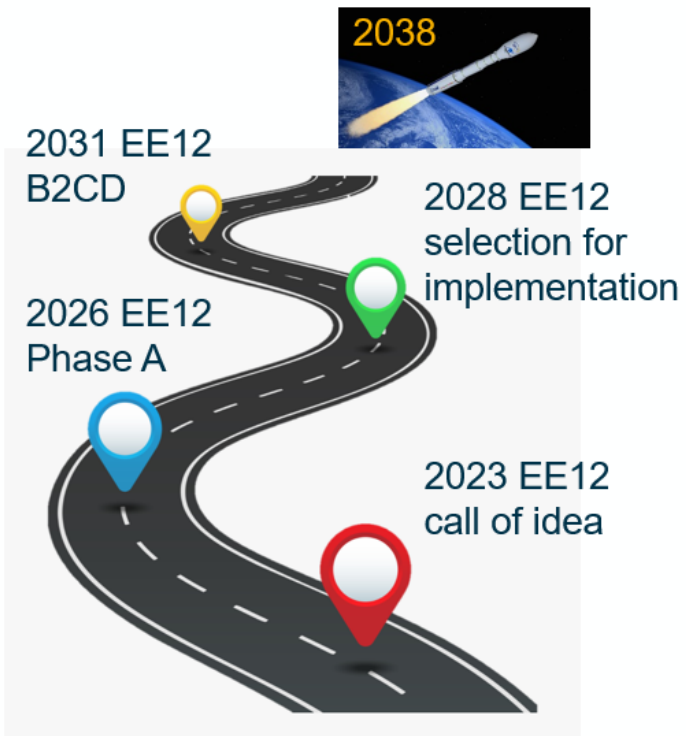 2038
2031 EE12
B2CD
2028 EE12
selection for
implementation
2026 EE12
Phase A
2023 EE12
call of idea